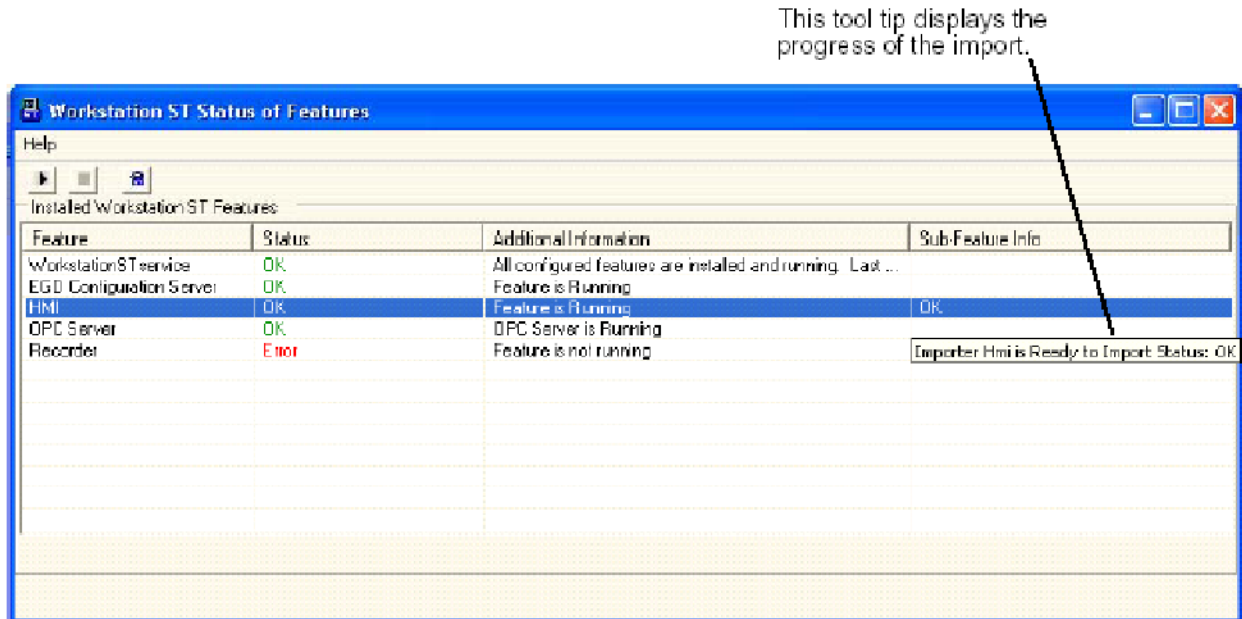 This tool tip displays the
progress of the import.
Workstation ST Status of Features
Help
Installed Workstation ST Features
Feature Status Additional Information Sub-Feature Info
WorkstationSTservice OK All configured features are installed and running. Last ...
EGD Configuration Server OK Feature is Running
HMI OK Feature is Running OK
OPC Server OK OPC Server is Running
Recorder Error Feature is not running
Importer Hmi is Ready to Import Status: OK